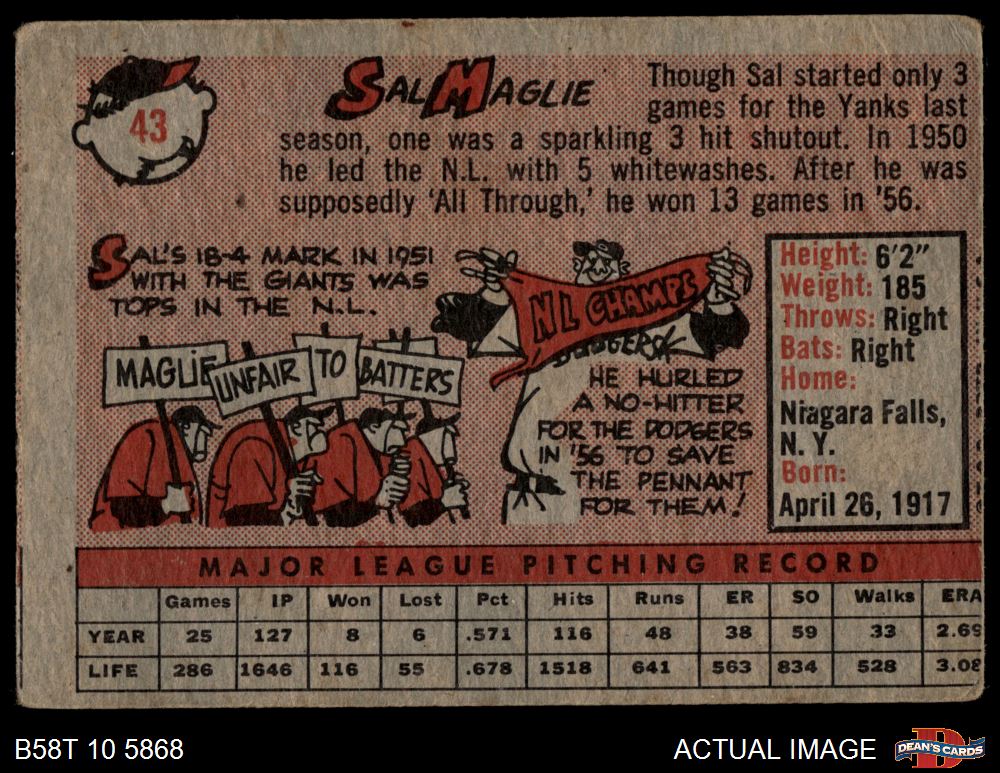 43
SAL MAGLIE
Though Sal started only 3
games for the Yanks last
season, one was a sparkling 3 hit shutout. In 1950
he led the N.L. with 5 whitewashes. After he was
supposedly 'All Through,' he won 13 games in '56.
SAL'S 18-4 MARK IN 1951
WITH THE GIANTS WAS
TOPS IN THE N.L.
MAGLIE UNFAIR TO BATTERS
NL CHAMPS
DODGERS
HE HURLED
A NO-HITTER
FOR THE DODGERS
IN '56 TO SAVE
THE PENNANT
FOR THEM!
Height: 6'2"
Weight: 185
Throws: Right
Bats: Right
Home:
Niagara Falls,
N. Y.
Born:
April 26, 1917
MAJOR LEAGUE PITCHING RECORD
Games IP Won Lost Pct Hits Runs ER SO Walks ERA
YEAR 25 127 8 6 .571 116 48 38 59 33 2.69
LIFE 286 1646 116 55 .678 1518 641 563 834 528 3.08
B58T 10 5868
ACTUAL IMAGE
D
DEAN'S CARDS